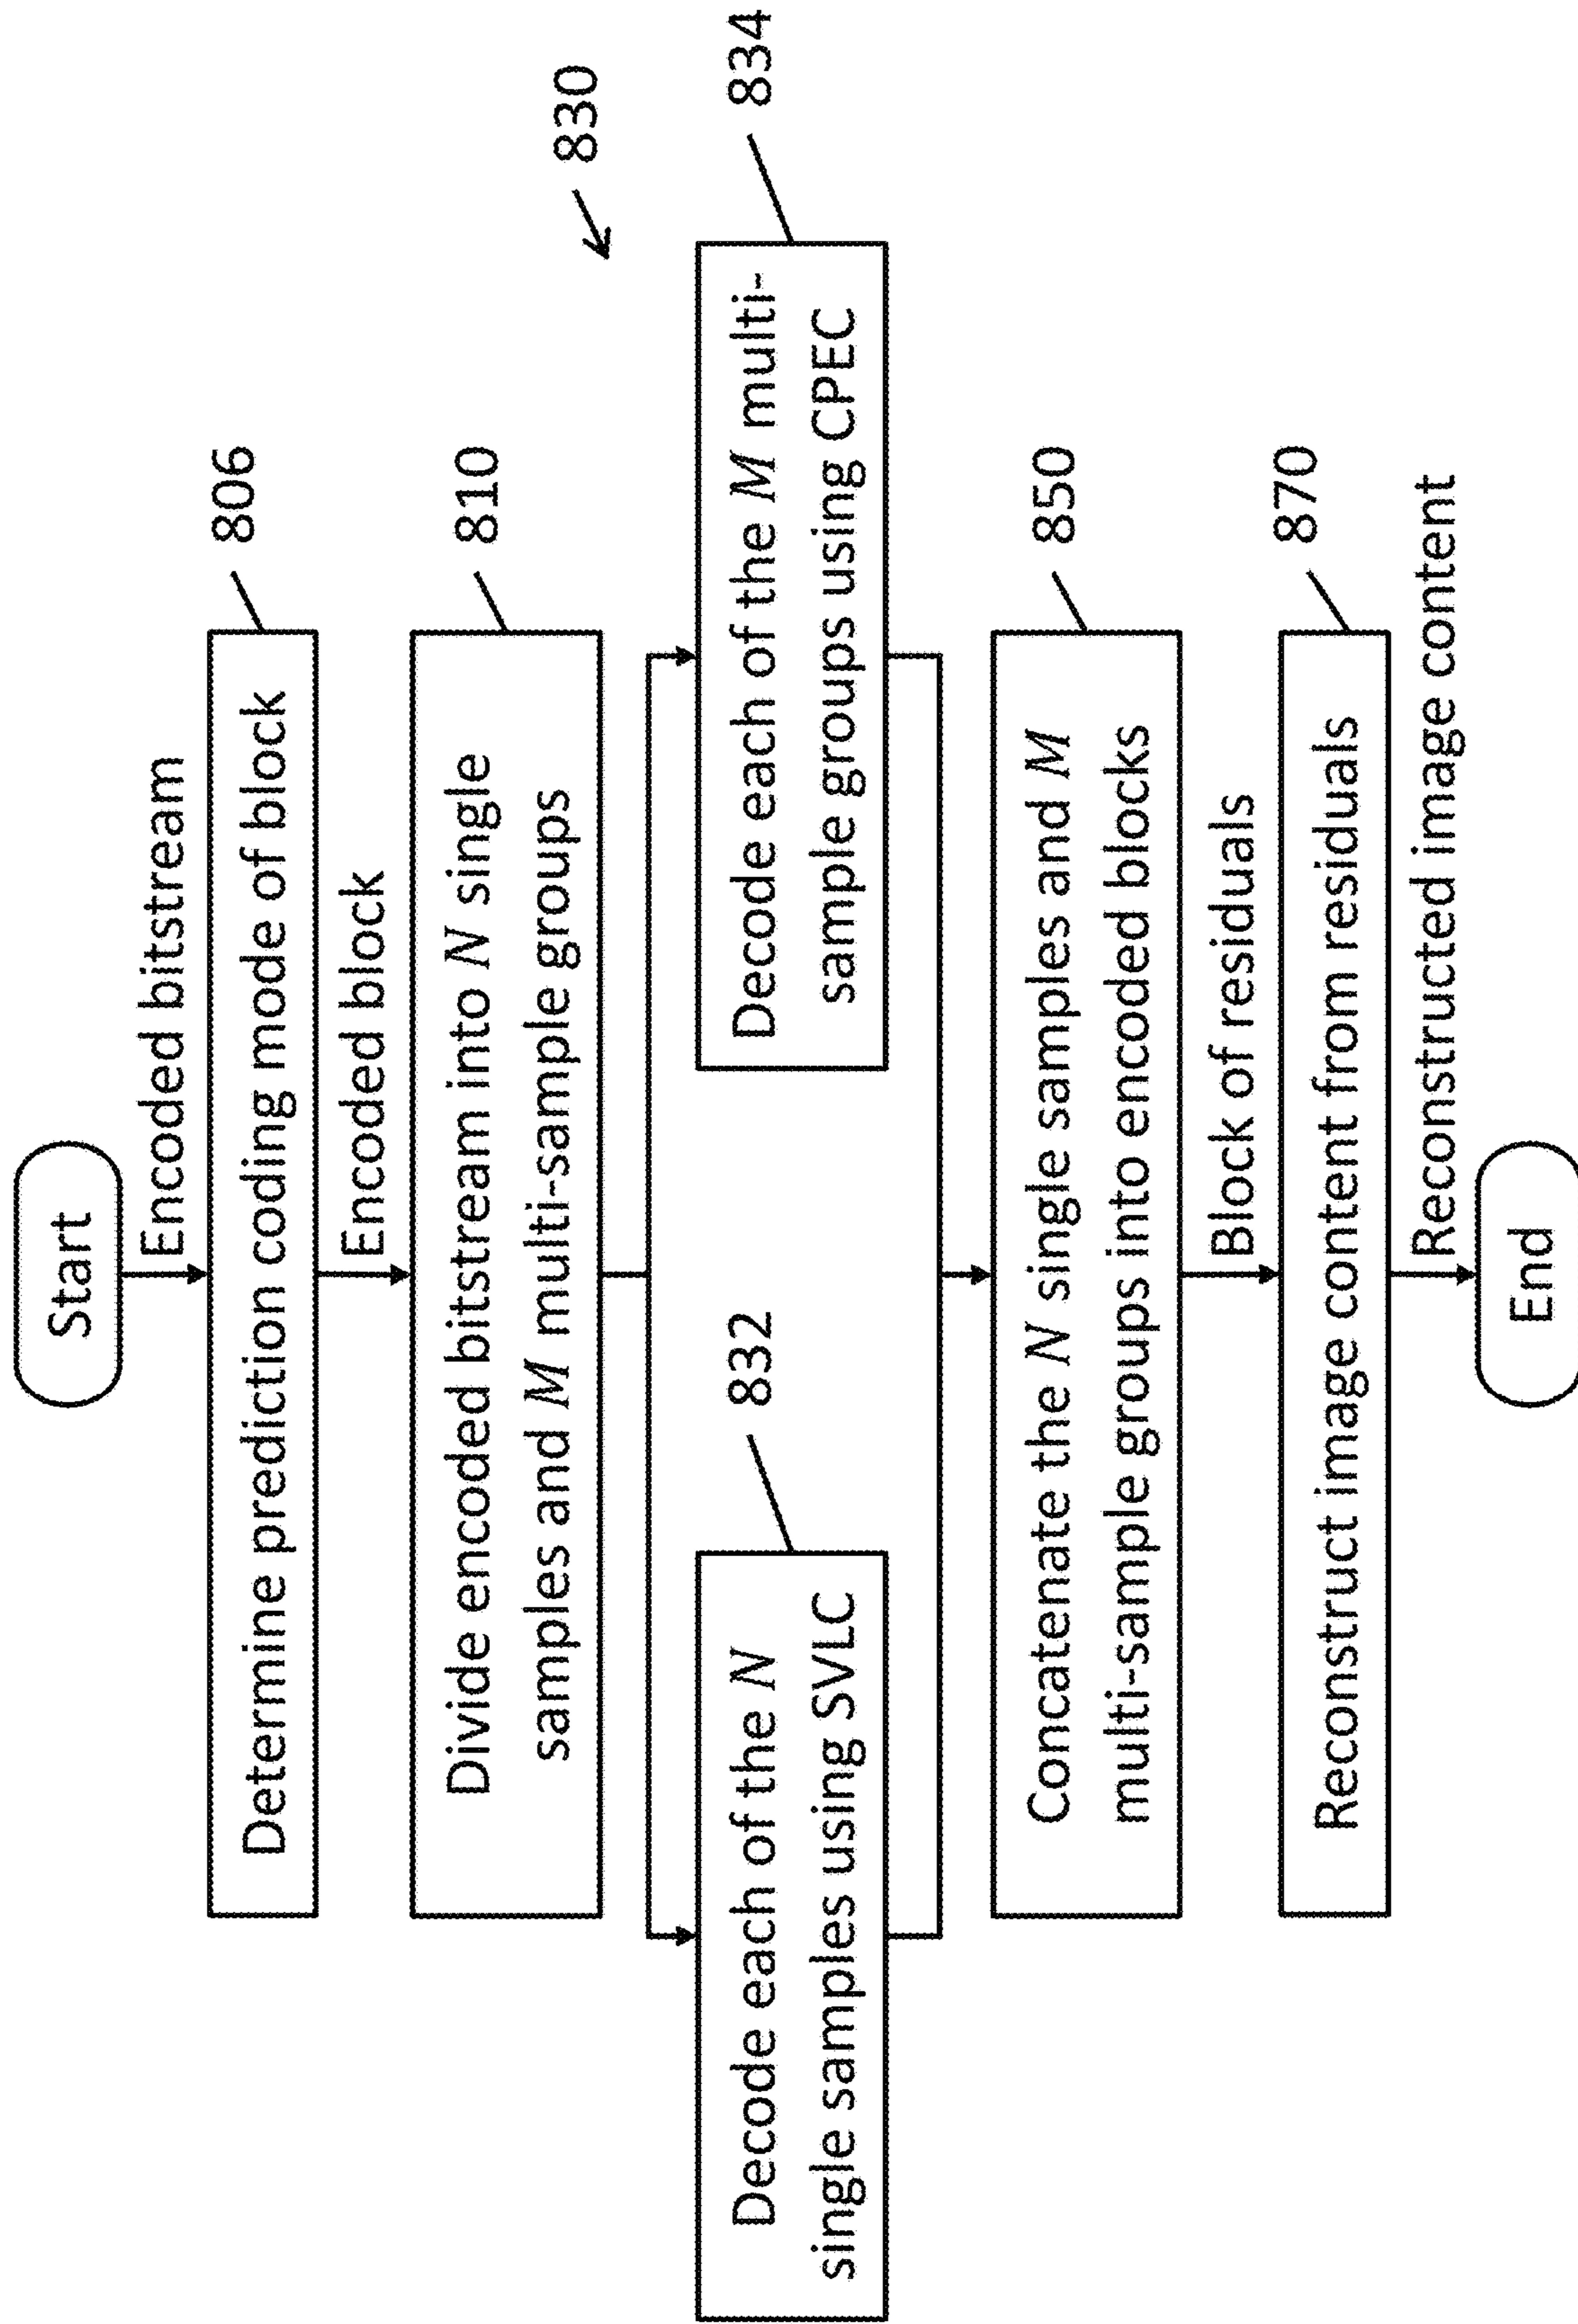 Start
Encoded bitstream
Determine prediction coding mode of block
806
Encoded block
Divide encoded bitstream into N single
samples and M multi-sample groups
810
830
832
Decode each of the N
single samples using SVLC
834
Decode each of the M multi-
sample groups using CPEC
Concatenate the N single samples and M
multi-sample groups into encoded blocks
850
Block of residuals
Reconstruct image content from residuals
870
Reconstructed image content
End